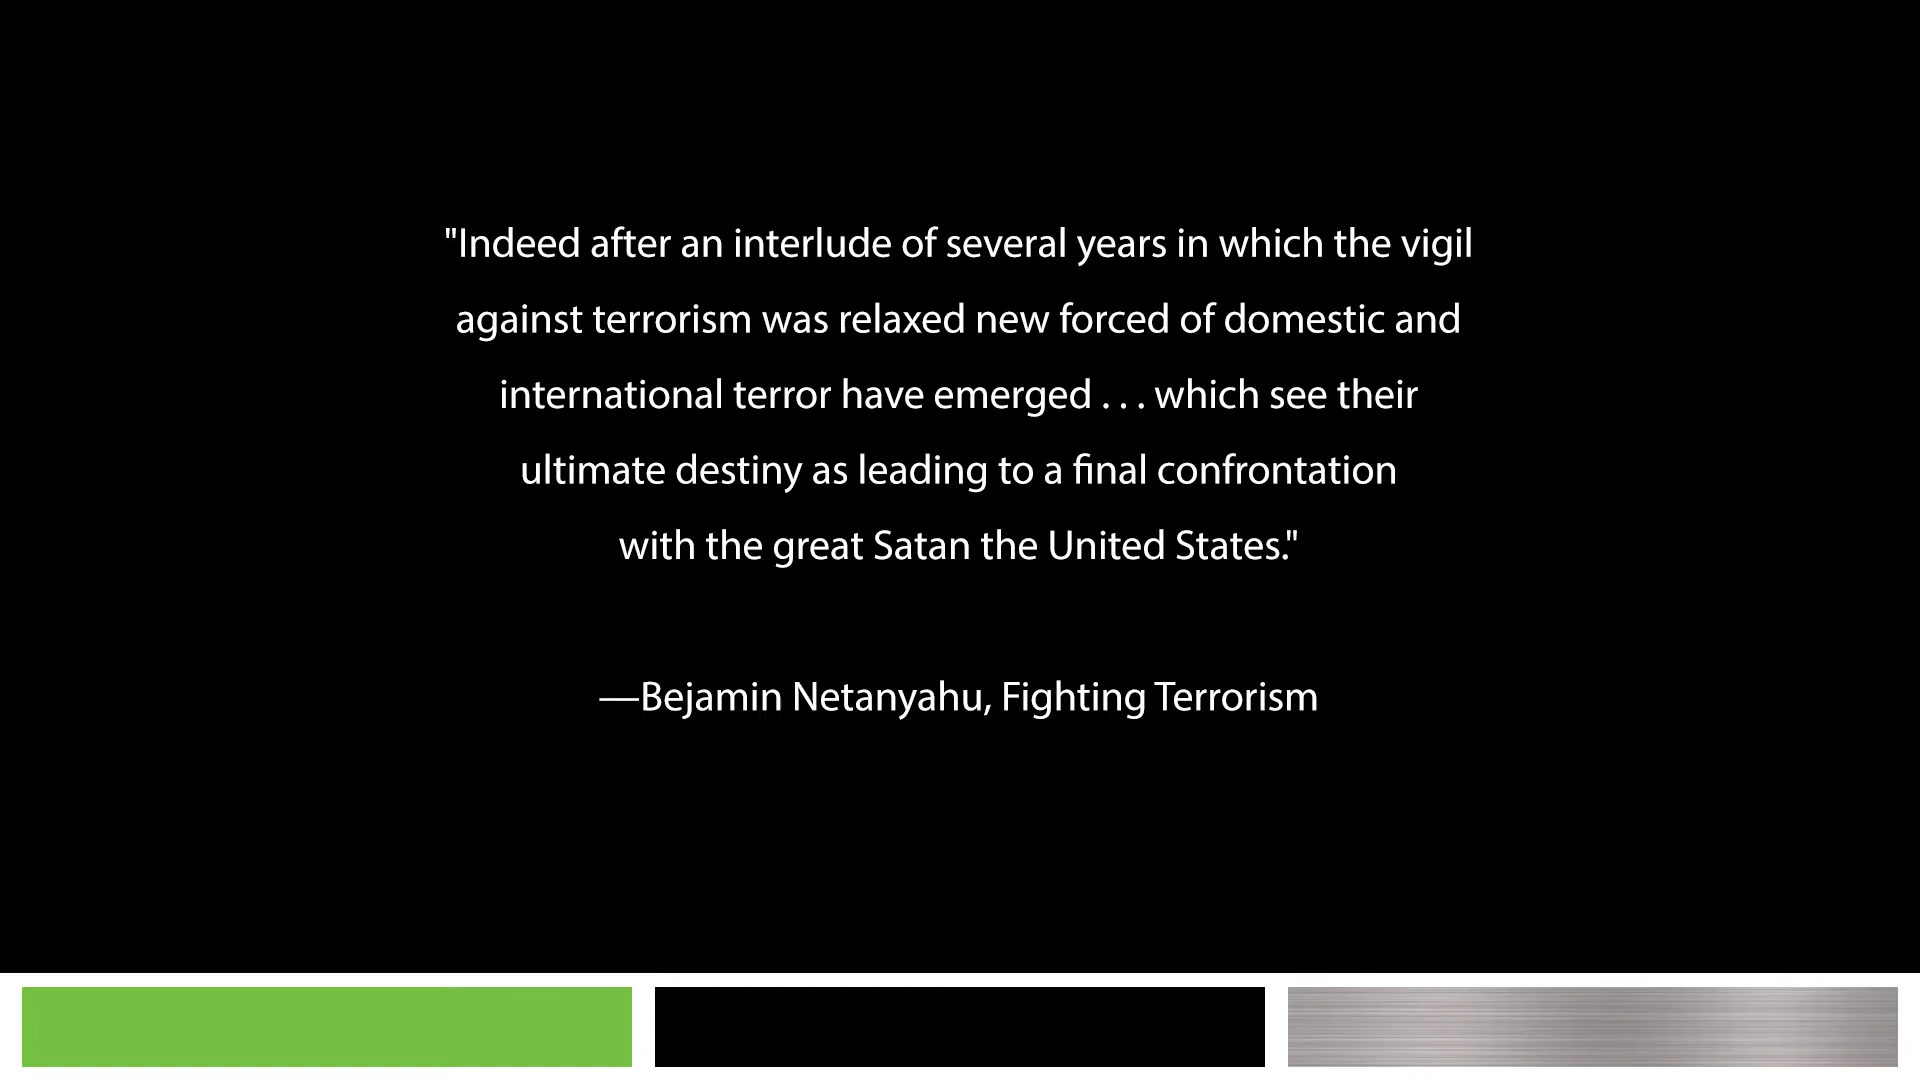 "Indeed after an interlude of several years in which the vigil
against terrorism was relaxed new forced of domestic and
international terror have emerged . . . which see their
ultimate destiny as leading to a final confrontation
with the great Satan the United States."
—Bejamin Netanyahu, Fighting Terrorism